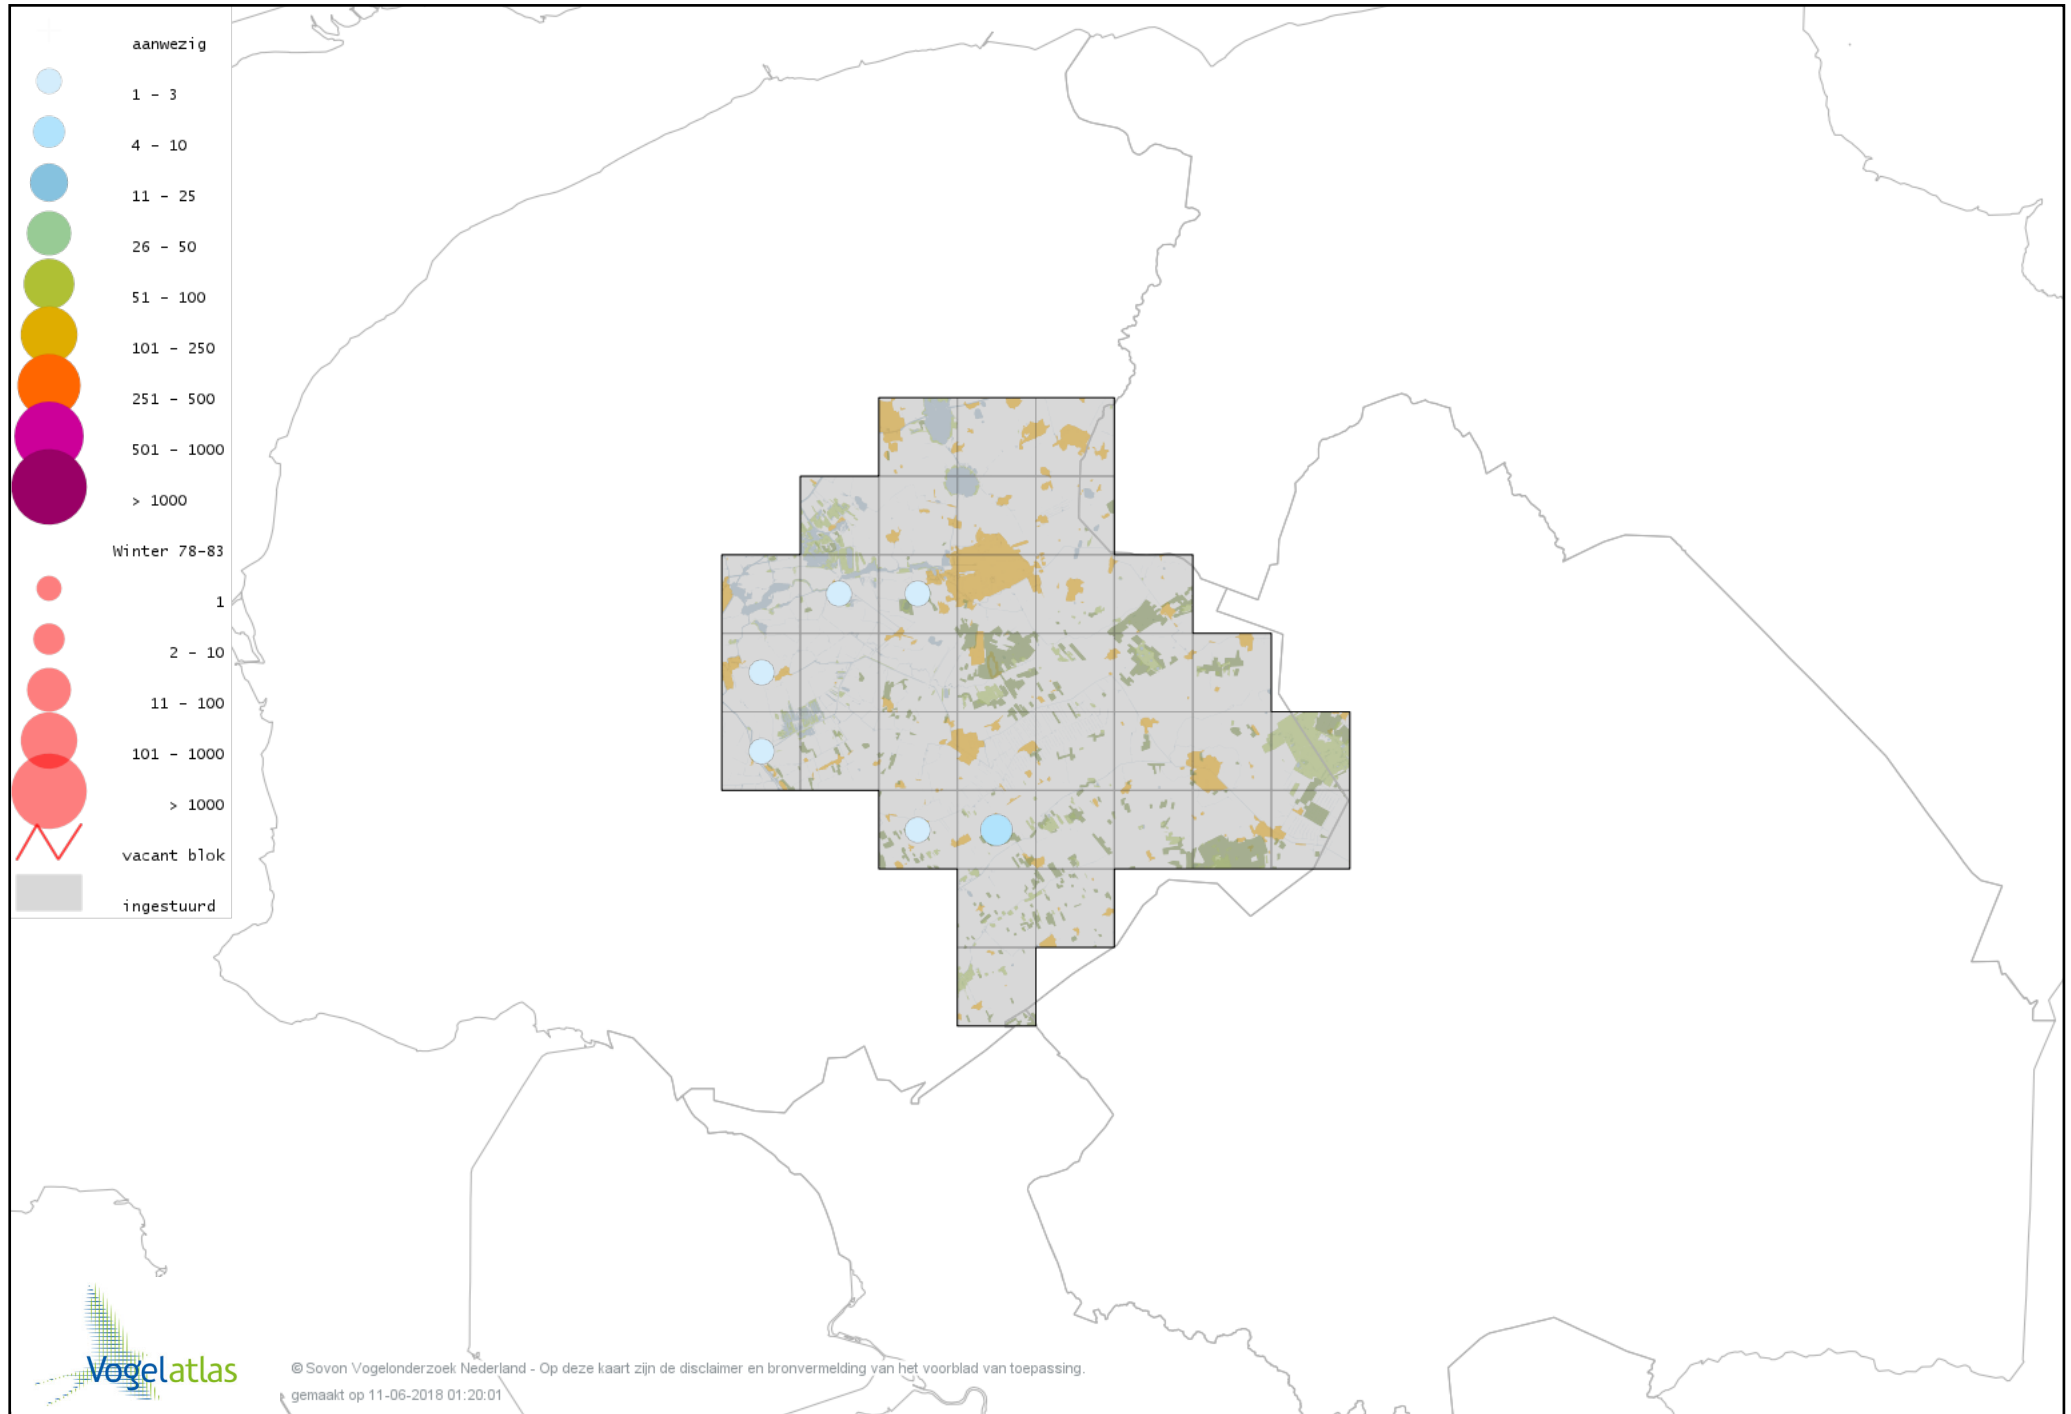 aanwezig
1 - 3
4 - 10
11 - 25
26 - 50
51 - 100
101 - 250
251 - 500
501 - 1000
> 1000
Winter 78-83
1
2 - 10
11 - 100
101 - 1000
> 1000
vacant blok
ingestuurd
Vogelatlas
© Sovon Vogelonderzoek Nederland - Op deze kaart zijn de disclaimer en bronvermelding van het voorblad van toepassing.
gemaakt op 11-06-2018 01:20:01